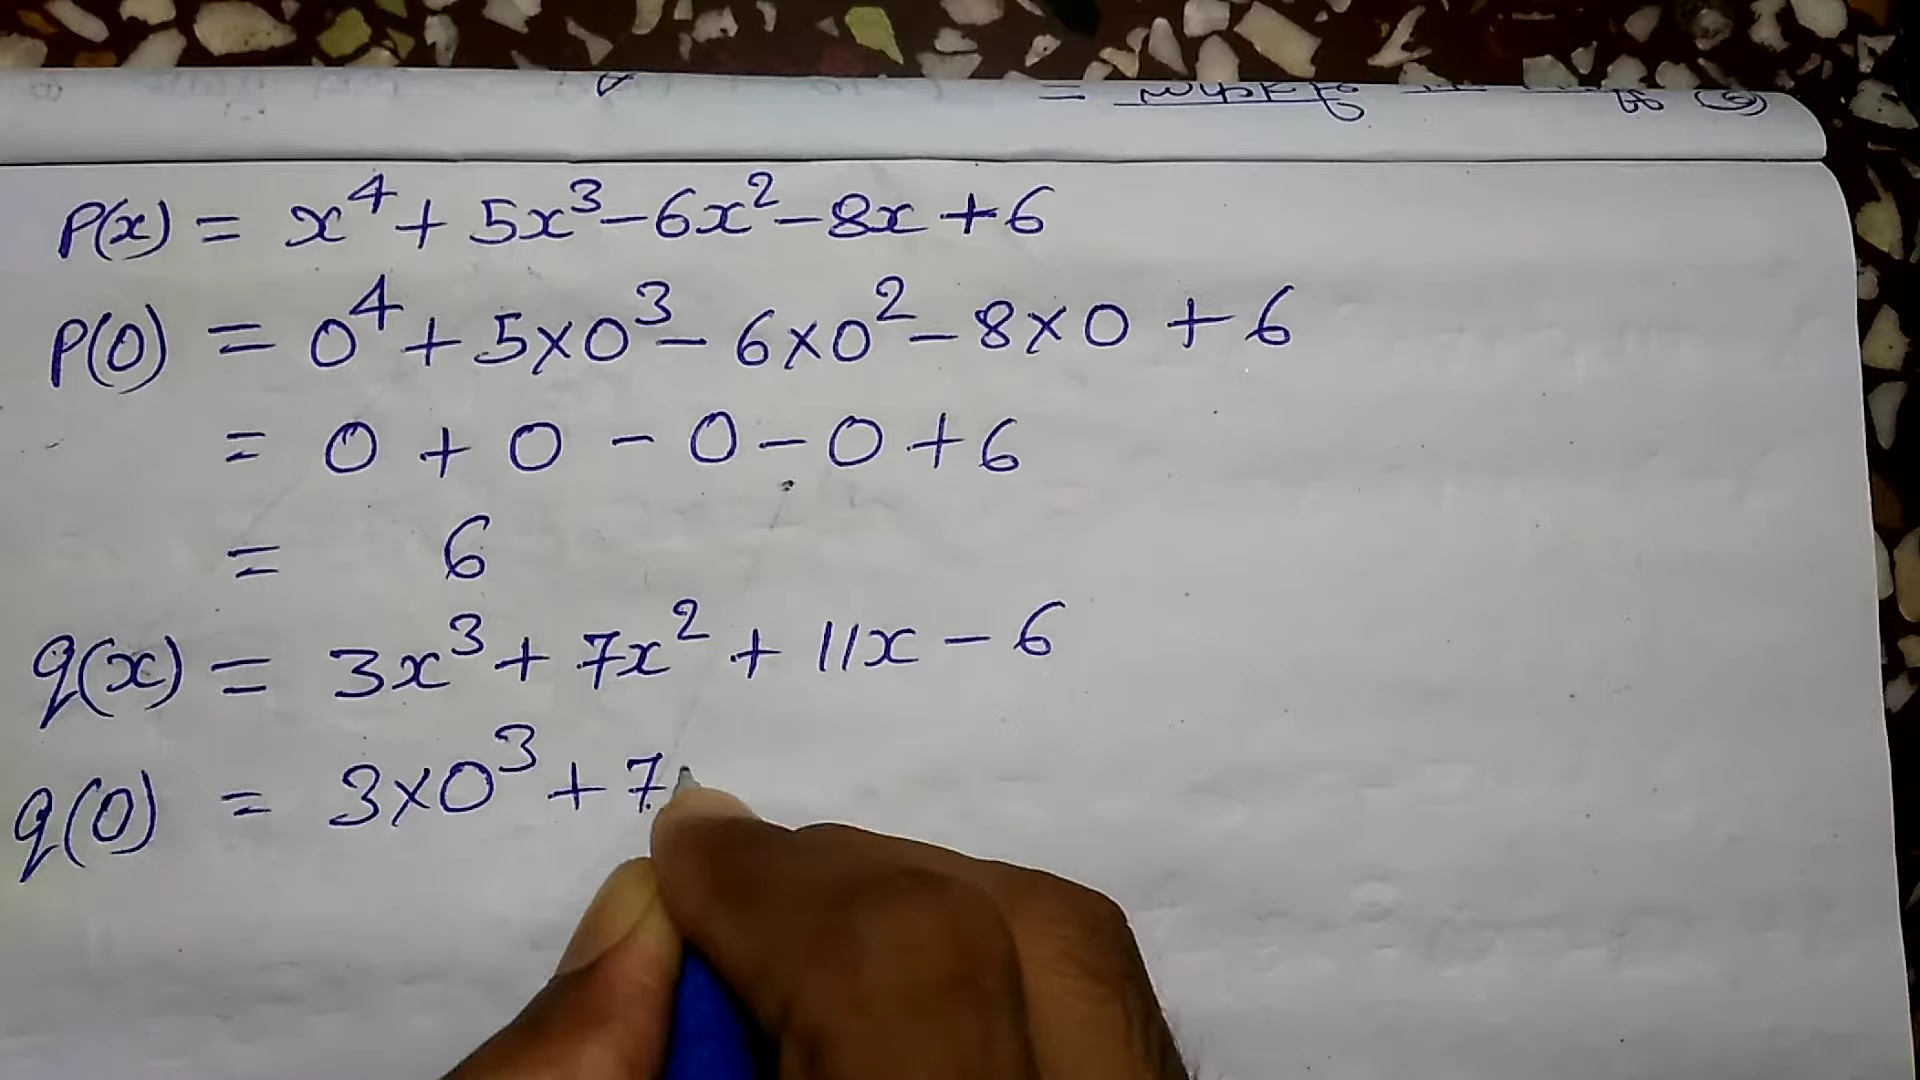 P(x) = x⁴ + 5x³ - 6x² - 8x + 6
P(0) = 0⁴ + 5×0³ - 6×0² - 8×0 + 6
= 0 + 0 - 0 - 0 + 6
= 6
q(x) = 3x³ + 7x² + 11x - 6
q(0) = 3×0³ + 7